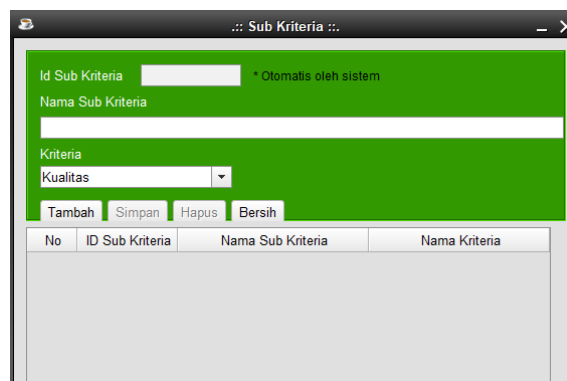 .:: Sub Kriteria ::.
Id Sub Kriteria * Otomatis oleh sistem
Nama Sub Kriteria
Kriteria
Kualitas
Tambah Simpan Hapus Bersih
No ID Sub Kriteria Nama Sub Kriteria Nama Kriteria